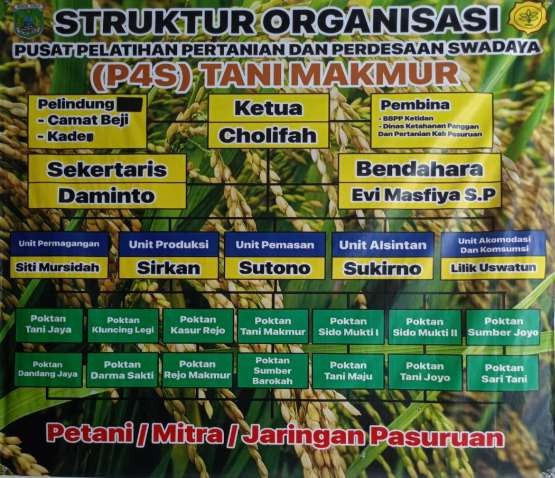 STRUKTUR ORGANISASI
PUSAT PELATIHAN PERTANIAN DAN PERDESAAN SWADAYA
(P4S) TANI MAKMUR
Pelindung
- Camat Beji
- Kades
Ketua
Cholifah
Pembina
- BBPP Ketidan
- Dinas Ketahanan Panggan
Dan Pertanian Kab Pasuruan
Sekertaris
Daminto
Bendahara
Evi Masfiya S.P
Unit Permagangan
Siti Mursidah
Unit Produksi
Sirkan
Unit Pemasan
Sutono
Unit Alsintan
Sukirno
Unit Akomodasi
Dan Komsumsi
Lilik Uswatun
Poktan
Tani Jaya
Poktan
Kluncing Legi
Poktan
Kasur Rejo
Poktan
Tani Makmur
Poktan
Sido Mukti I
Poktan
Sido Mukti II
Poktan
Sumber Joyo
Poktan
Dandang Jaya
Poktan
Darma Sakti
Poktan
Rejo Makmur
Poktan
Sumber
Barokah
Poktan
Tani Maju
Poktan
Tani Joyo
Poktan
Sari Tani
Petani / Mitra / Jaringan Pasuruan